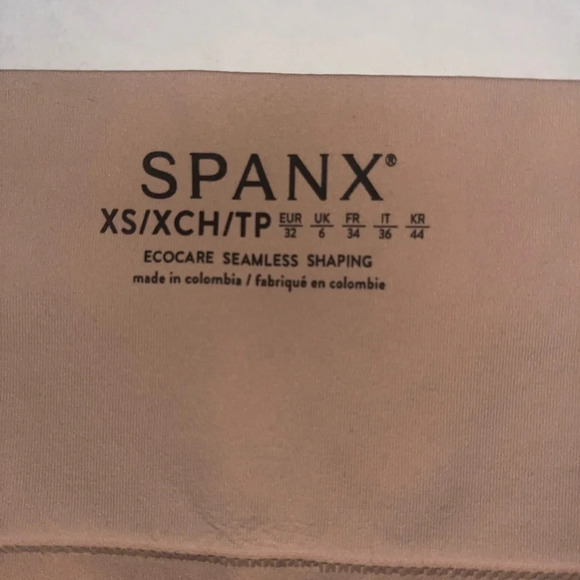 SPANX®
XS/XCH/TP EUR 32 UK 6 FR 34 IT 36 KR 44
ECOCARE SEAMLESS SHAPING
made in colombia / fabriqué en colombie